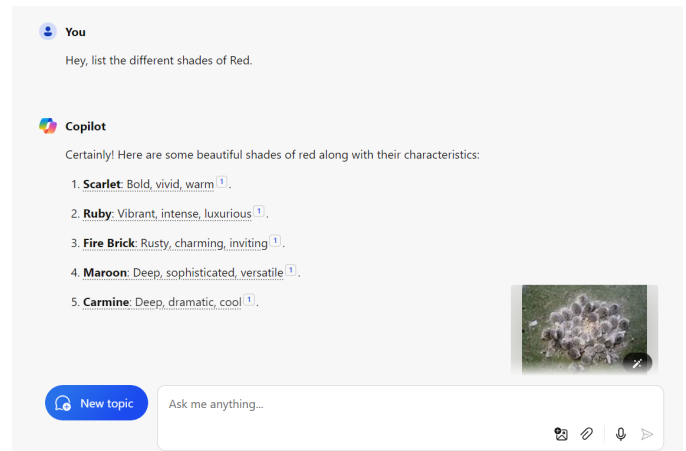 You
Hey, list the different shades of Red.
Copilot
Certainly! Here are some beautiful shades of red along with their characteristics:
1. Scarlet: Bold, vivid, warm 1 .
2. Ruby: Vibrant, intense, luxurious 1 .
3. Fire Brick: Rusty, charming, inviting 1 .
4. Maroon: Deep, sophisticated, versatile 1 .
5. Carmine: Deep, dramatic, cool 1 .
New topic
Ask me anything...